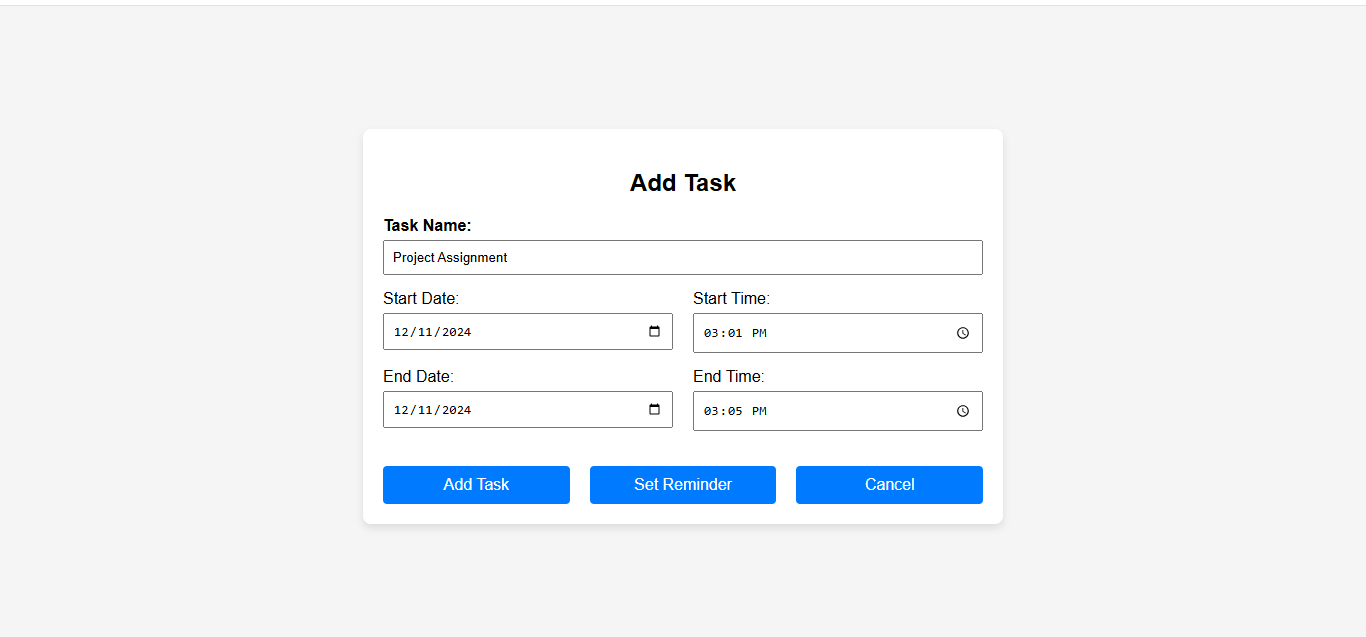 Add Task
Task Name:
Project Assignment
Start Date:
Start Time:
12/11/2024
03:01 PM
End Date:
End Time:
12/11/2024
03:05 PM
Add Task
Set Reminder
Cancel